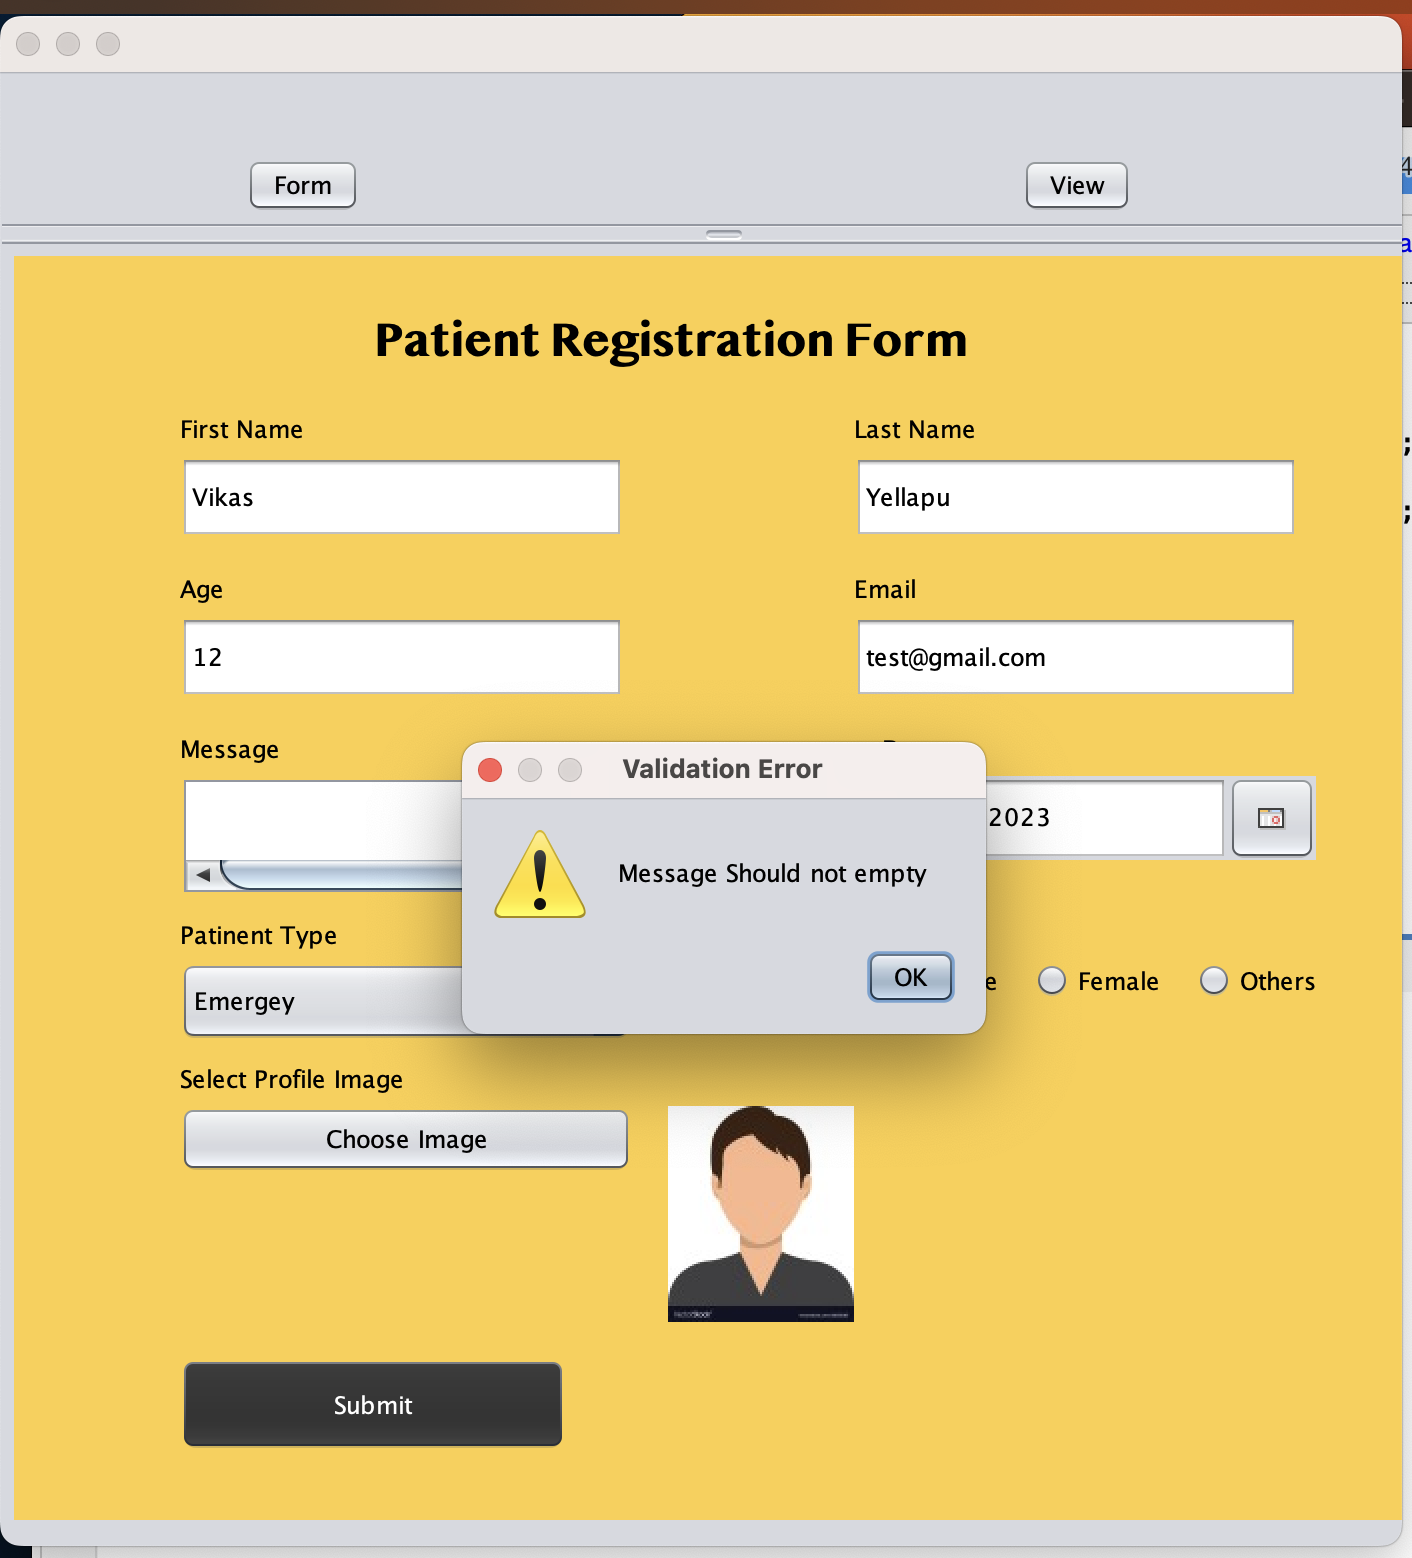 Form
View
Patient Registration Form
First Name
Last Name
Vikas
Yellapu
Age
Email
12
test@gmail.com
Message
Validation Error
2023
Message Should not empty
OK
Patinent Type
Emergey
e
Female
Others
Select Profile Image
Choose Image
Submit